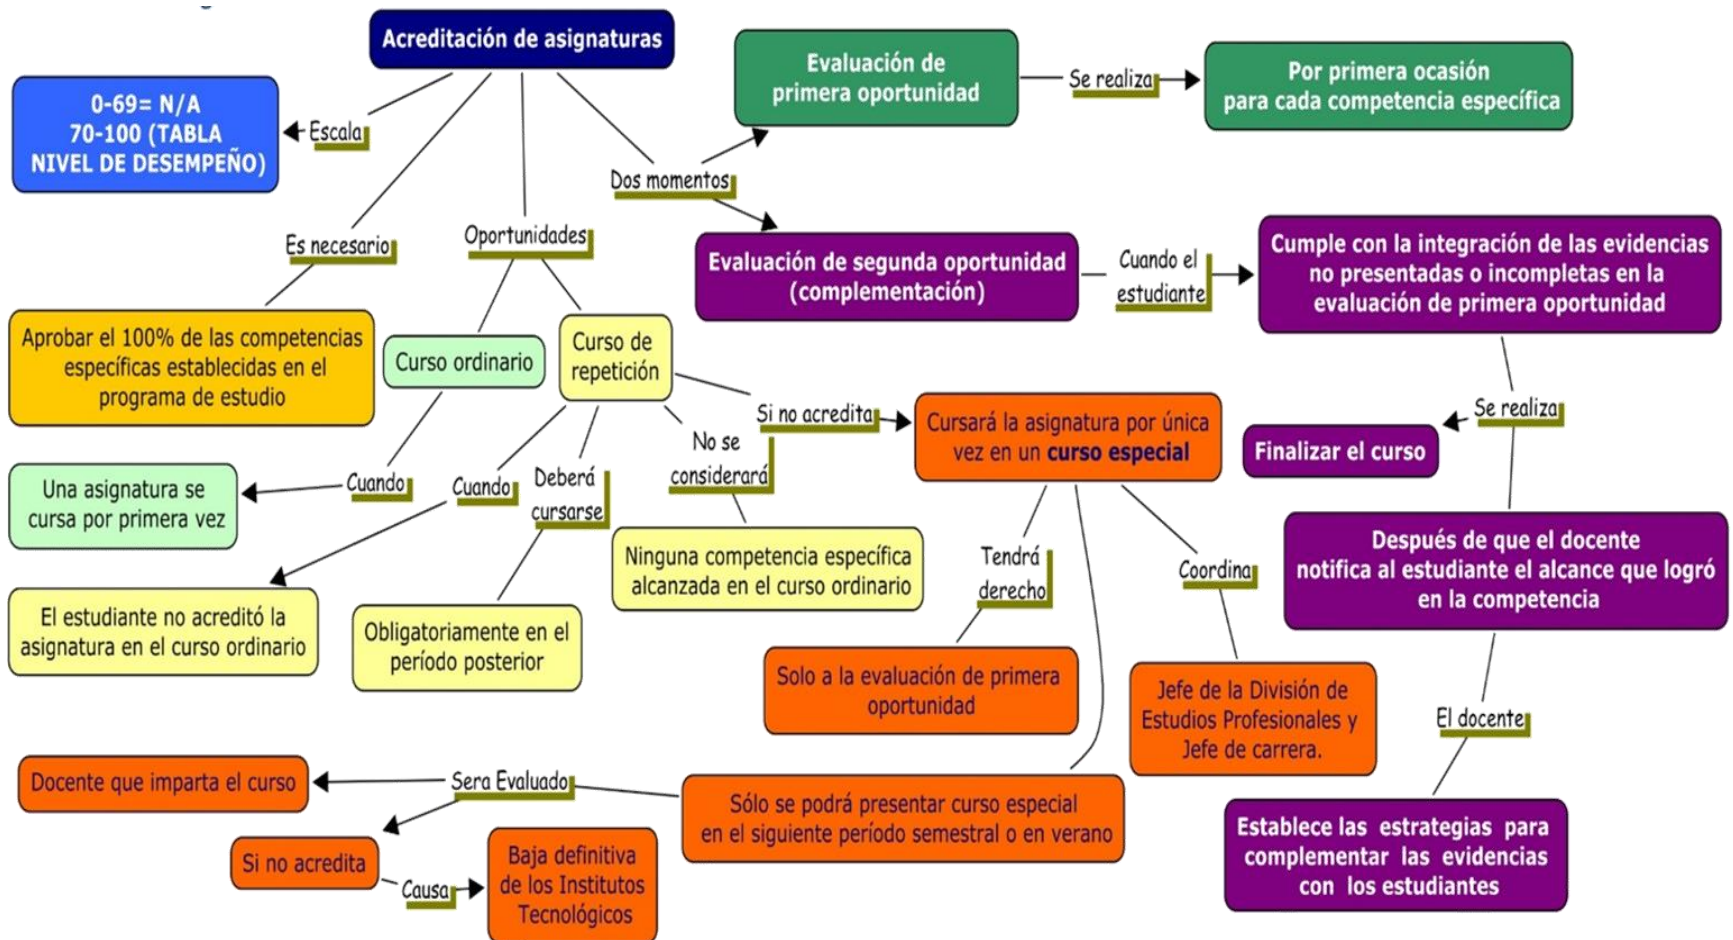 Acreditación de asignaturas
0-69= N/A
70-100 (TABLA
NIVEL DE DESEMPEÑO)
Escala
Evaluación de
primera oportunidad
Se realiza
Por primera ocasión
para cada competencia específica
Dos momentos
Evaluación de segunda oportunidad
(complementación)
Cuando el
estudiante
Cumple con la integración de las evidencias
no presentadas o incompletas en la
evaluación de primera oportunidad
Es necesario
Oportunidades
Aprobar el 100% de las competencias
específicas establecidas en el
programa de estudio
Curso ordinario
Curso de
repetición
Si no acredita
Cursará la asignatura por única
vez en un curso especial
Se realiza
Finalizar el curso
Una asignatura se
cursa por primera vez
Cuando
Cuando
Deberá
cursarse
No se
considerará
Ninguna competencia específica
alcanzada en el curso ordinario
Tendrá
derecho
Coordina
Después de que el docente
notifica al estudiante el alcance que logró
en la competencia
El estudiante no acreditó la
asignatura en el curso ordinario
Obligatoriamente en el
período posterior
Solo a la evaluación de primera
oportunidad
Jefe de la División de
Estudios Profesionales y
Jefe de carrera.
El docente
Docente que imparta el curso
Sera Evaluado
Sólo se podrá presentar curso especial
en el siguiente período semestral o en verano
Si no acredita
Causa
Baja definitiva
de los Institutos
Tecnológicos
Establece las estrategias para
complementar las evidencias
con los estudiantes